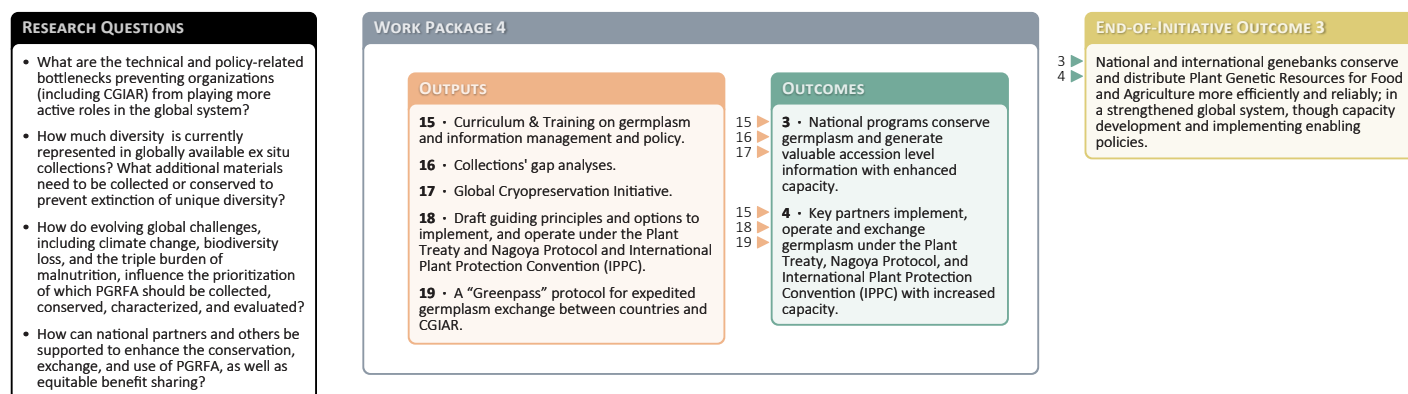 RESEARCH QUESTIONS
• What are the technical and policy-related
bottlenecks preventing organizations
(including CGIAR) from playing more
active roles in the global system?
• How much diversity is currently
represented in globally available ex situ
collections? What additional materials
need to be collected or conserved to
prevent extinction of unique diversity?
• How do evolving global challenges,
including climate change, biodiversity
loss, and the triple burden of
malnutrition, influence the prioritization
of which PGRFA should be collected,
conserved, characterized, and evaluated?
• How can national partners and others be
supported to enhance the conservation,
exchange, and use of PGRFA, as well as
equitable benefit sharing?
WORK PACKAGE 4
OUTPUTS
15 · Curriculum & Training on germplasm
and information management and policy.
16 · Collections' gap analyses.
17 · Global Cryopreservation Initiative.
18 · Draft guiding principles and options to
implement, and operate under the Plant
Treaty and Nagoya Protocol and International
Plant Protection Convention (IPPC).
19 · A “Greenpass” protocol for expedited
germplasm exchange between countries and
CGIAR.
OUTCOMES
15
16
17
3 · National programs conserve
germplasm and generate
valuable accession level
information with enhanced
capacity.
15
18
19
4 · Key partners implement,
operate and exchange
germplasm under the Plant
Treaty, Nagoya Protocol, and
International Plant Protection
Convention (IPPC) with increased
capacity.
END-OF-INITIATIVE OUTCOME 3
3
4
National and international genebanks conserve
and distribute Plant Genetic Resources for Food
and Agriculture more efficiently and reliably; in
a strengthened global system, though capacity
development and implementing enabling
policies.